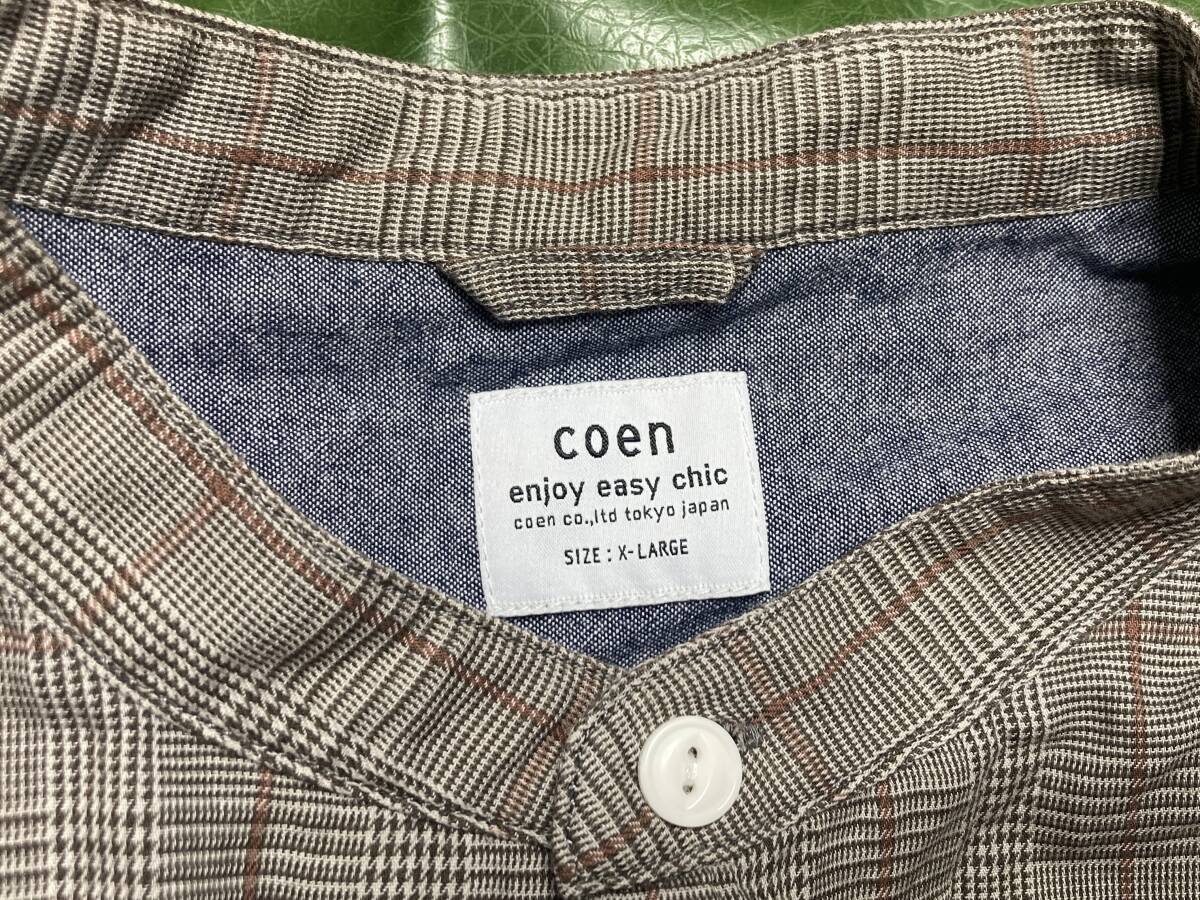 coen
enjoy easy chic
coen co.,ltd tokyo japan
SIZE : X-LARGE